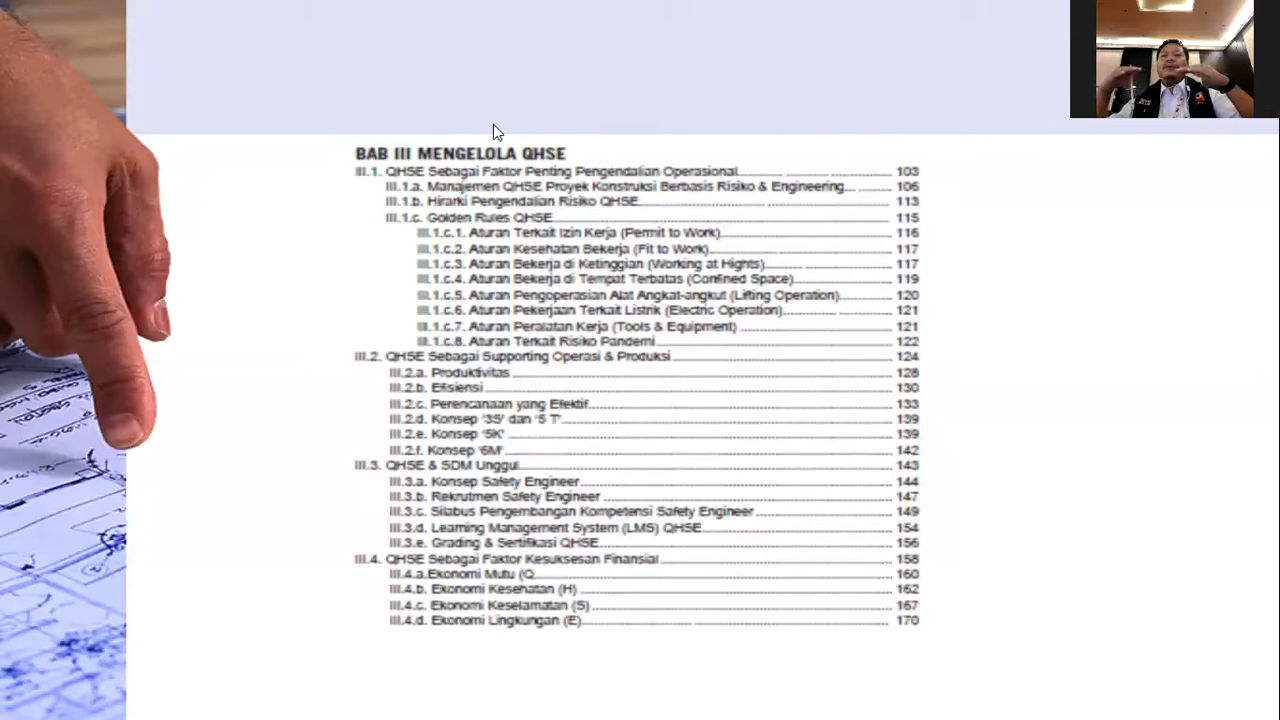 BAB III MENGELOLA QHSE
III.1. QHSE Sebagai Faktor Penting Pengendalian Operasional 103
III.1.a. Manajemen QHSE Proyek Konstruksi Berbasis Risiko & Engineering 106
III.1.b. Hirarki Pengendalian Risiko QHSE 113
III.1.c. Golden Rules QHSE 115
III.1.c.1. Aturan Terkait Izin Kerja (Permit to Work) 116
III.1.c.2. Aturan Kesehatan Bekerja (Fit to Work) 117
III.1.c.3. Aturan Bekerja di Ketinggian (Working at Hights) 117
III.1.c.4. Aturan Bekerja di Tempat Terbatas (Confined Space) 119
III.1.c.5. Aturan Pengoperasian Alat Angkat-angkut (Lifting Operation) 120
III.1.c.6. Aturan Pekerjaan Terkait Listrik (Electric Operation) 121
III.1.c.7. Aturan Peralatan Kerja (Tools & Equipment) 121
III.1.c.8. Aturan Terkait Risiko Pandemi 122
III.2. QHSE Sebagai Supporting Operasi & Produksi 124
III.2.a. Produktivitas 128
III.2.b. Efisiensi 130
III.2.c. Perencanaan yang Efektif 133
III.2.d. Konsep '3S' dan '5 T' 139
III.2.e. Konsep '5K' 139
III.2.f. Konsep '6M' 142
III.3. QHSE & SDM Unggul 143
III.3.a. Konsep Safety Engineer 144
III.3.b. Rekrutmen Safety Engineer 147
III.3.c. Silabus Pengembangan Kompetensi Safety Engineer 149
III.3.d. Learning Management System (LMS) QHSE 154
III.3.e. Grading & Sertifikasi QHSE 156
III.4. QHSE Sebagai Faktor Kesuksesan Finansial 158
III.4.a.Ekonomi Mutu (Q 160
III.4.b. Ekonomi Kesehatan (H) 162
III.4.c. Ekonomi Keselamatan (S) 167
III.4.d. Ekonomi Lingkungan (E) 170